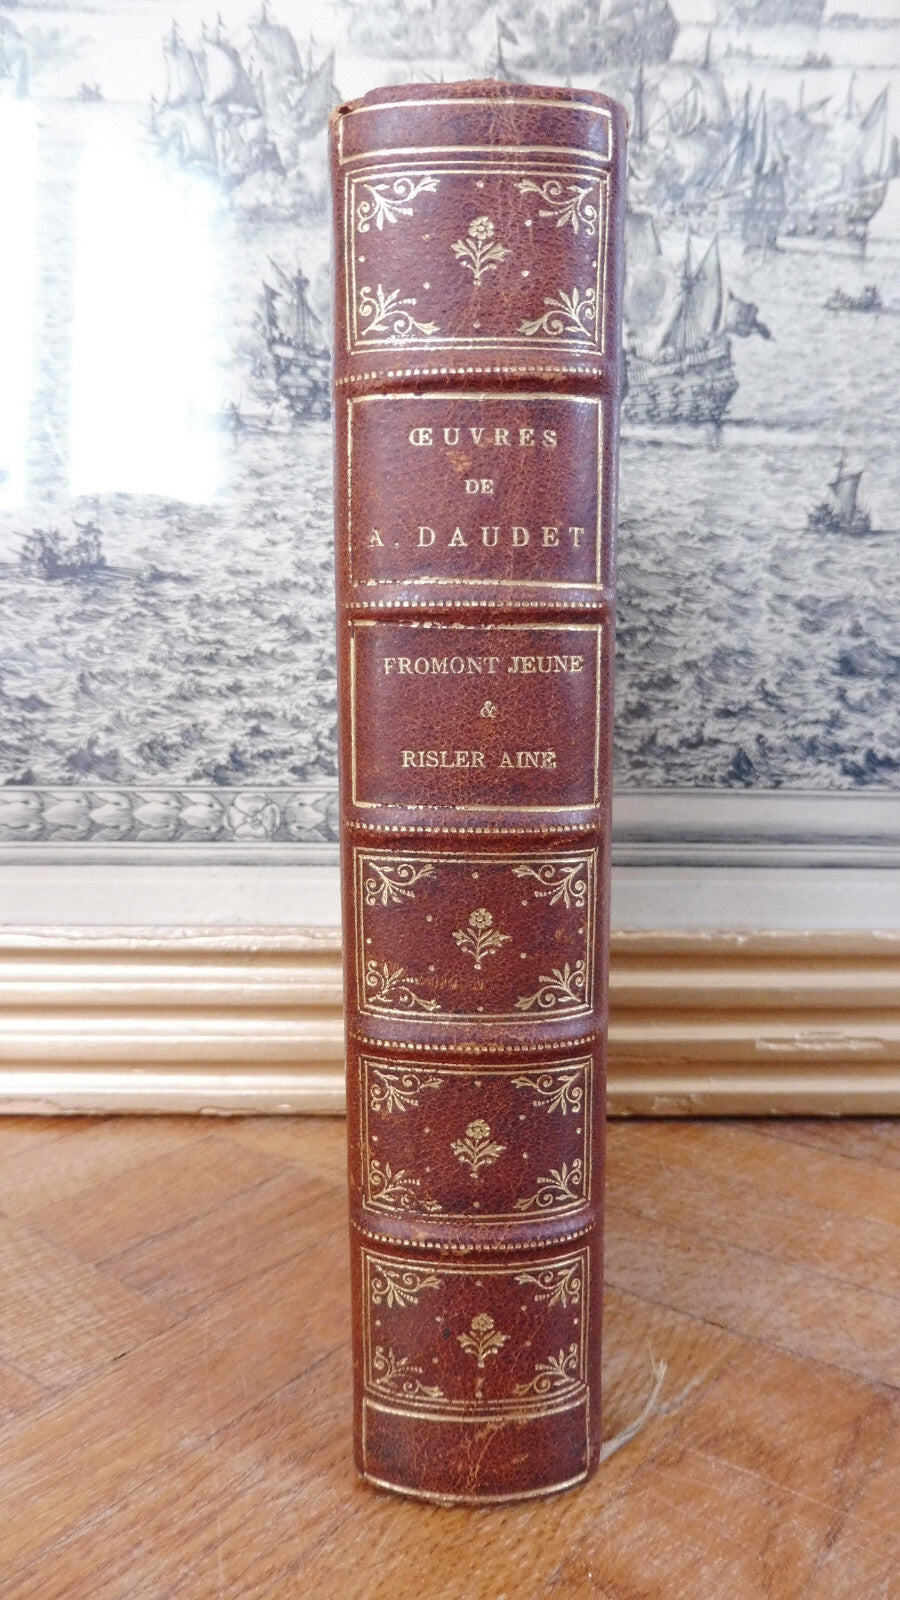 ŒUVRES
DE
A. DAUDET
FROMONT JEUNE
&
RISLER AINÉ